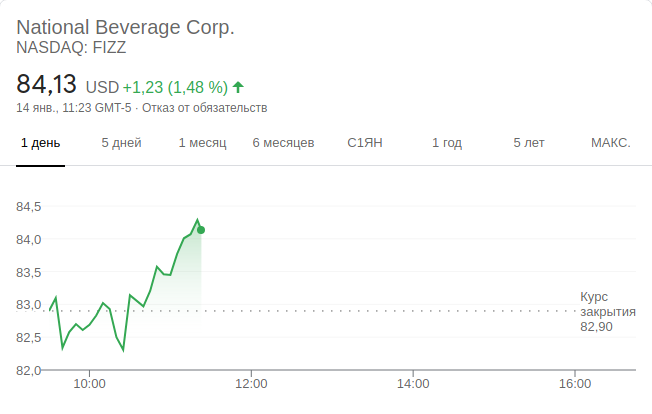 National Beverage Corp.
NASDAQ: FIZZ
84,13 USD +1,23 (1,48 %)
14 янв., 11:23 GMT-5 · Отказ от обязательств
1 день 5 дней 1 месяц 6 месяцев С1ЯН 1 год 5 лет МАКС.
84,5
84,0
83,5
83,0
82,5
82,0
Курс
закрытия
82,90
10:00 12:00 14:00 16:00